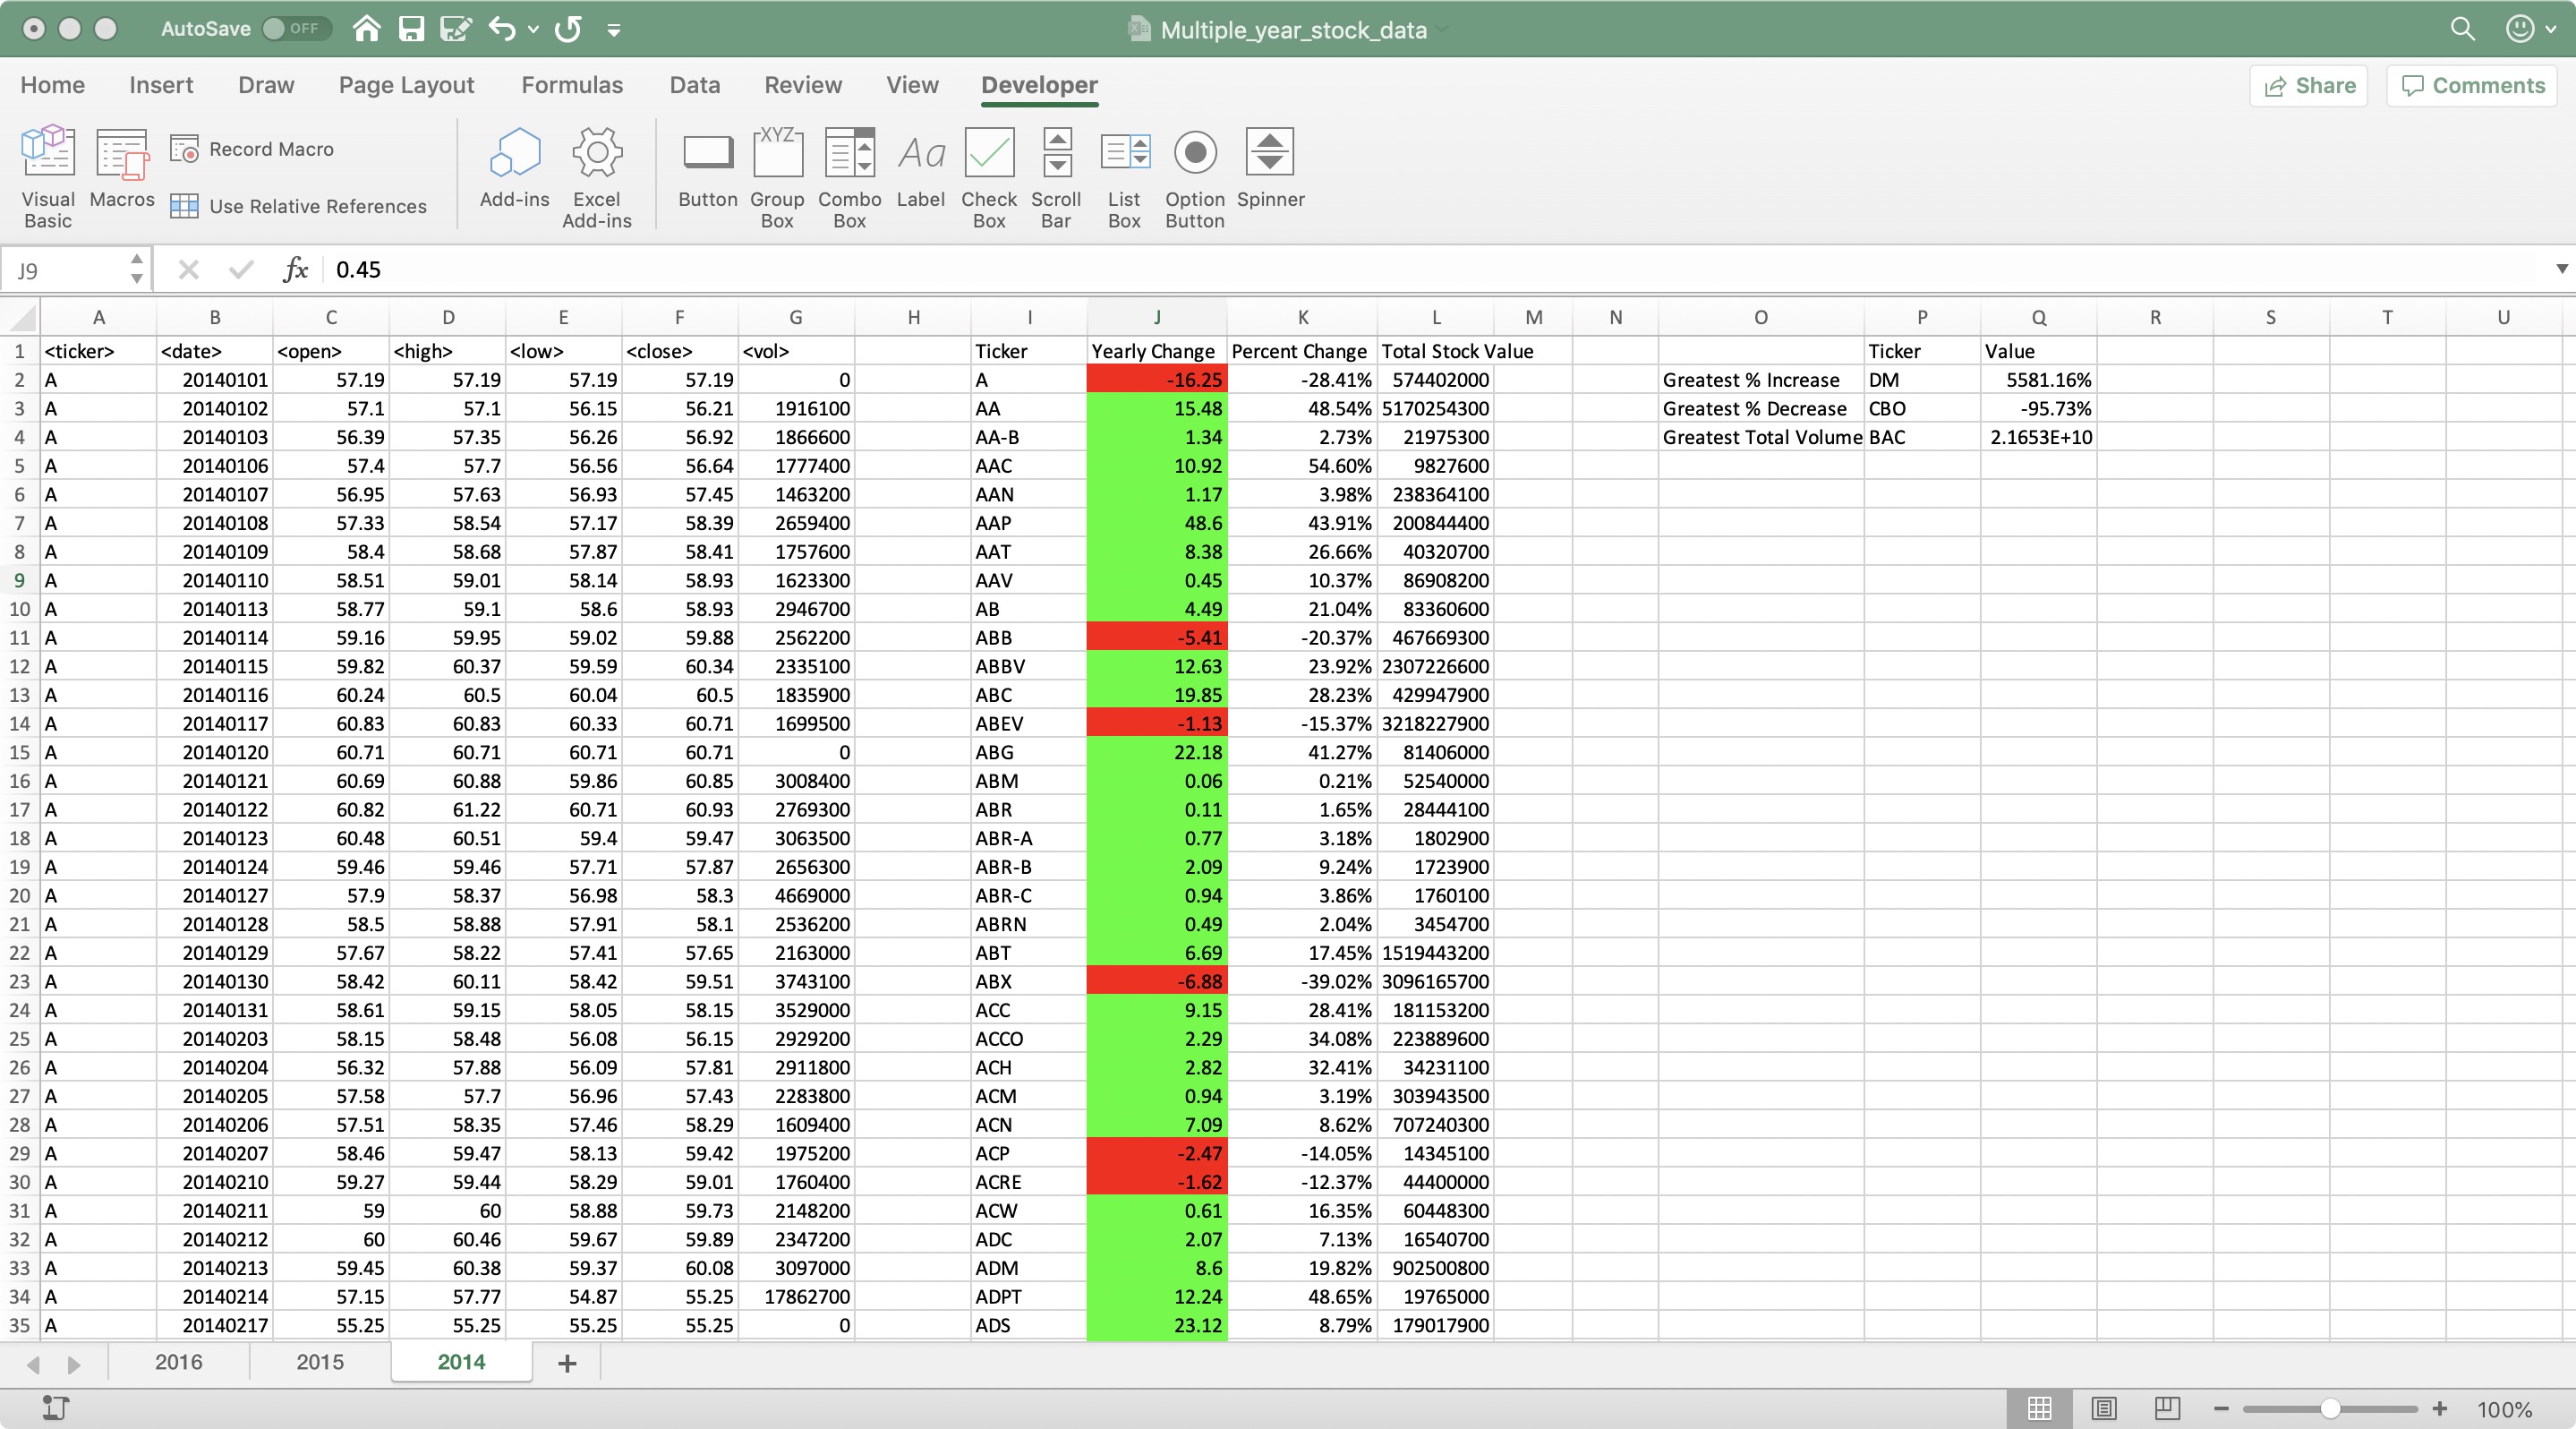 AutoSave OFF Multiple_year_stock_data
Home Insert Draw Page Layout Formulas Data Review View Developer Share Comments
Visual Basic Macros Record Macro Use Relative References Add-ins Excel Add-ins Button XYZ Group Box Combo Box Aa Label Check Box Scroll Bar List Box Option Button Spinner
J9 fx 0.45
A B C D E F G H I J K L M N O P Q R S T U
1 <ticker> <date> <open> <high> <low> <close> <vol> Ticker Yearly Change Percent Change Total Stock Value Ticker Value
2 A 20140101 57.19 57.19 57.19 57.19 0 A -16.25 -28.41% 574402000 Greatest % Increase DM 5581.16%
3 A 20140102 57.1 57.1 56.15 56.21 1916100 AA 15.48 48.54% 5170254300 Greatest % Decrease CBO -95.73%
4 A 20140103 56.39 57.35 56.26 56.92 1866600 AA-B 1.34 2.73% 21975300 Greatest Total Volume BAC 2.1653E+10
5 A 20140106 57.4 57.7 56.56 56.64 1777400 AAC 10.92 54.60% 9827600
6 A 20140107 56.95 57.63 56.93 57.45 1463200 AAN 1.17 3.98% 238364100
7 A 20140108 57.33 58.54 57.17 58.39 2659400 AAP 48.6 43.91% 200844400
8 A 20140109 58.4 58.68 57.87 58.41 1757600 AAT 8.38 26.66% 40320700
9 A 20140110 58.51 59.01 58.14 58.93 1623300 AAV 0.45 10.37% 86908200
10 A 20140113 58.77 59.1 58.6 58.93 2946700 AB 4.49 21.04% 83360600
11 A 20140114 59.16 59.95 59.02 59.88 2562200 ABB -5.41 -20.37% 467669300
12 A 20140115 59.82 60.37 59.59 60.34 2335100 ABBV 12.63 23.92% 2307226600
13 A 20140116 60.24 60.5 60.04 60.5 1835900 ABC 19.85 28.23% 429947900
14 A 20140117 60.83 60.83 60.33 60.71 1699500 ABEV -1.13 -15.37% 3218227900
15 A 20140120 60.71 60.71 60.71 60.71 0 ABG 22.18 41.27% 81406000
16 A 20140121 60.69 60.88 59.86 60.85 3008400 ABM 0.06 0.21% 52540000
17 A 20140122 60.82 61.22 60.71 60.93 2769300 ABR 0.11 1.65% 28444100
18 A 20140123 60.48 60.51 59.4 59.47 3063500 ABR-A 0.77 3.18% 1802900
19 A 20140124 59.46 59.46 57.71 57.87 2656300 ABR-B 2.09 9.24% 1723900
20 A 20140127 57.9 58.37 56.98 58.3 4669000 ABR-C 0.94 3.86% 1760100
21 A 20140128 58.5 58.88 57.91 58.1 2536200 ABRN 0.49 2.04% 3454700
22 A 20140129 57.67 58.22 57.41 57.65 2163000 ABT 6.69 17.45% 1519443200
23 A 20140130 58.42 60.11 58.42 59.51 3743100 ABX -6.88 -39.02% 3096165700
24 A 20140131 58.61 59.15 58.05 58.15 3529000 ACC 9.15 28.41% 181153200
25 A 20140203 58.15 58.48 56.08 56.15 2929200 ACCO 2.29 34.08% 223889600
26 A 20140204 56.32 57.88 56.09 57.81 2911800 ACH 2.82 32.41% 34231100
27 A 20140205 57.58 57.7 56.96 57.43 2283800 ACM 0.94 3.19% 303943500
28 A 20140206 57.51 58.35 57.46 58.29 1609400 ACN 7.09 8.62% 707240300
29 A 20140207 58.46 59.47 58.13 59.42 1975200 ACP -2.47 -14.05% 14345100
30 A 20140210 59.27 59.44 58.29 59.01 1760400 ACRE -1.62 -12.37% 44400000
31 A 20140211 59 60 58.88 59.73 2148200 ACW 0.61 16.35% 60448300
32 A 20140212 60 60.46 59.67 59.89 2347200 ADC 2.07 7.13% 16540700
33 A 20140213 59.45 60.38 59.37 60.08 3097000 ADM 8.6 19.82% 902500800
34 A 20140214 57.15 57.77 54.87 55.25 17862700 ADPT 12.24 48.65% 19765000
35 A 20140217 55.25 55.25 55.25 55.25 0 ADS 23.12 8.79% 179017900
2016 2015 2014 +
100%